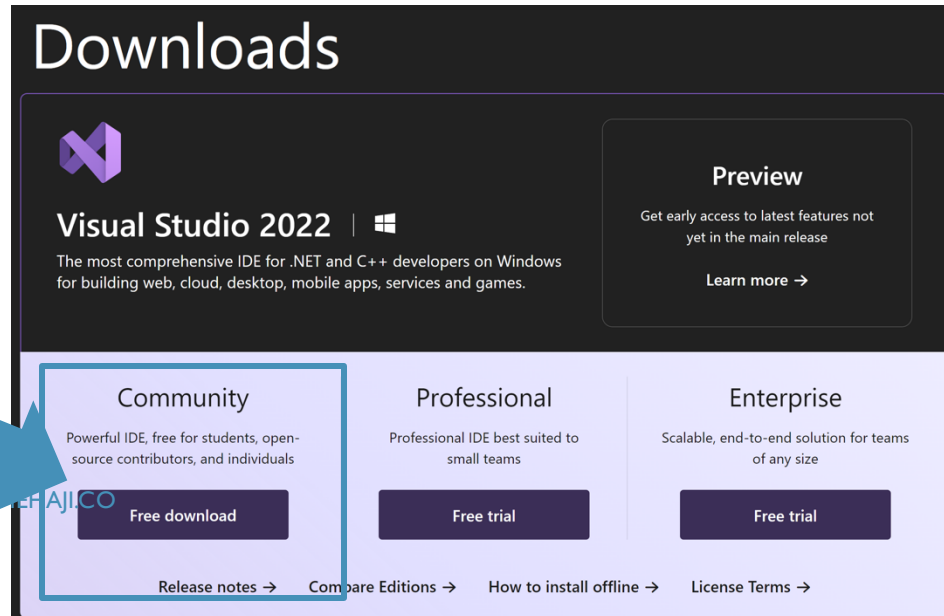 Downloads
Visual Studio 2022
The most comprehensive IDE for .NET and C++ developers on Windows
for building web, cloud, desktop, mobile apps, services and games.
Preview
Get early access to latest features not
yet in the main release
Learn more →
Community
Powerful IDE, free for students, open-
source contributors, and individuals
Free download
Professional
Professional IDE best suited to
small teams
Free trial
Enterprise
Scalable, end-to-end solution for teams
of any size
Free trial
Release notes → Compare Editions → How to install offline → License Terms →